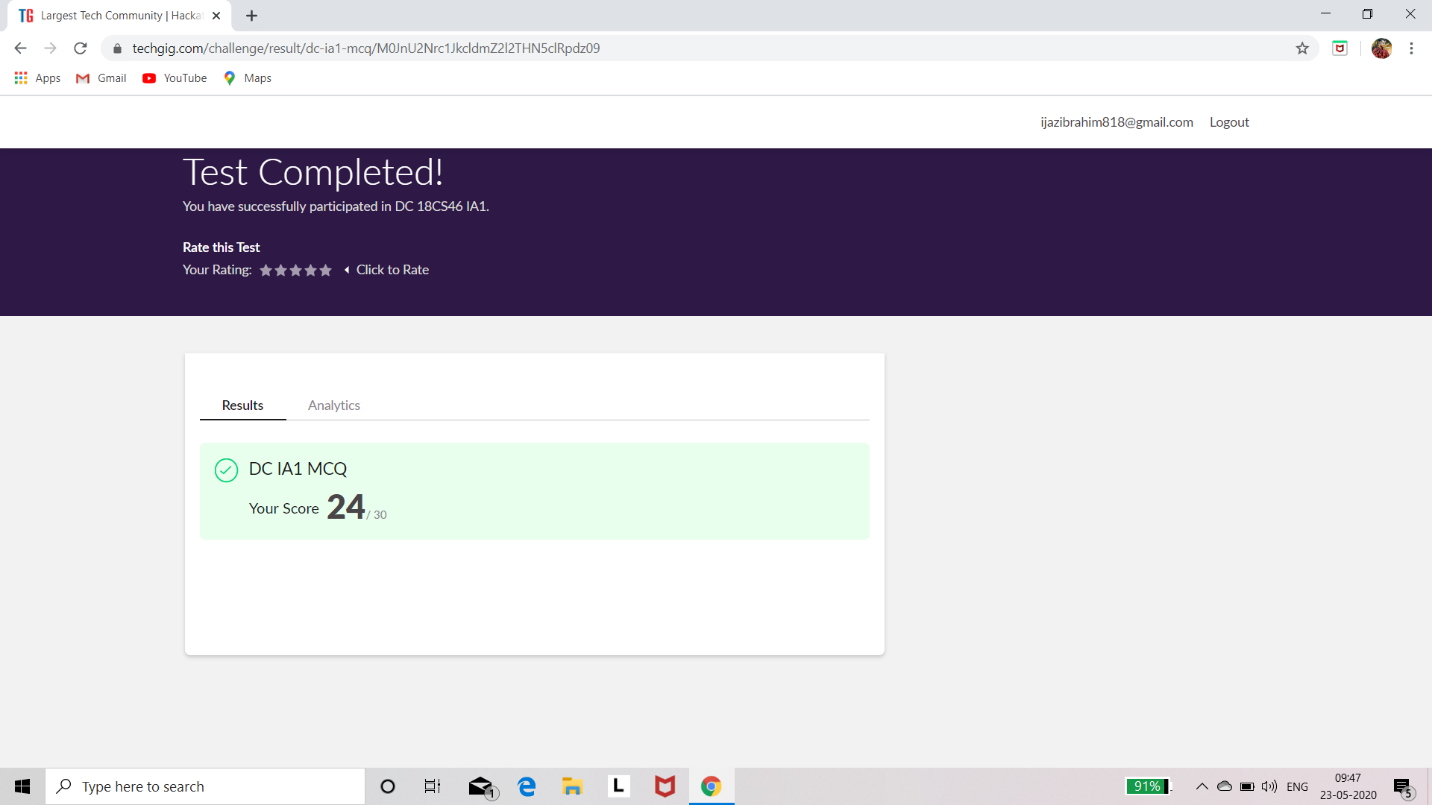 TG Largest Tech Community | Hacka
techgig.com/challenge/result/dc-ia1-mcq/M0JnU2Nrc1JkcldmZ2l2THN5clRpdz09
Apps Gmail YouTube Maps
ijazibrahim818@gmail.com Logout
Test Completed!
You have successfully participated in DC 18CS46 IA1.
Rate this Test
Your Rating: Click to Rate
Results Analytics
DC IA1 MCQ
Your Score 24 / 30
Type here to search
1
L
91%
ENG
09:47
23-05-2020
5